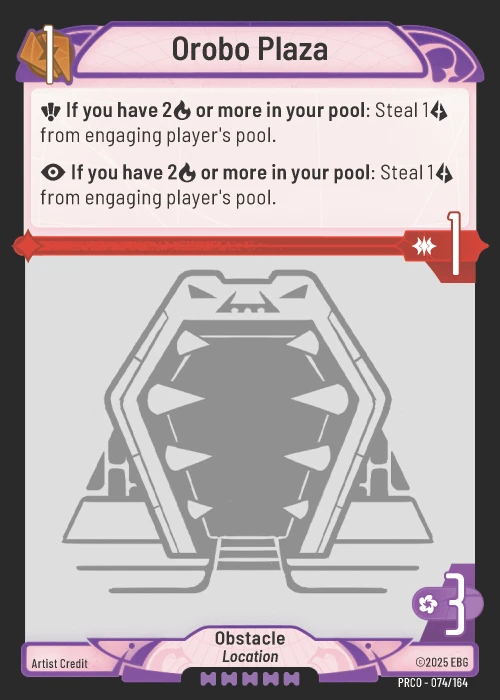 1
Orobo Plaza
If you have 2 or more in your pool: Steal 1
from engaging player's pool.
If you have 2 or more in your pool: Steal 1
from engaging player's pool.
1
3
Obstacle
Location
Artist Credit
©2025 EBG
PRCO - 074/164